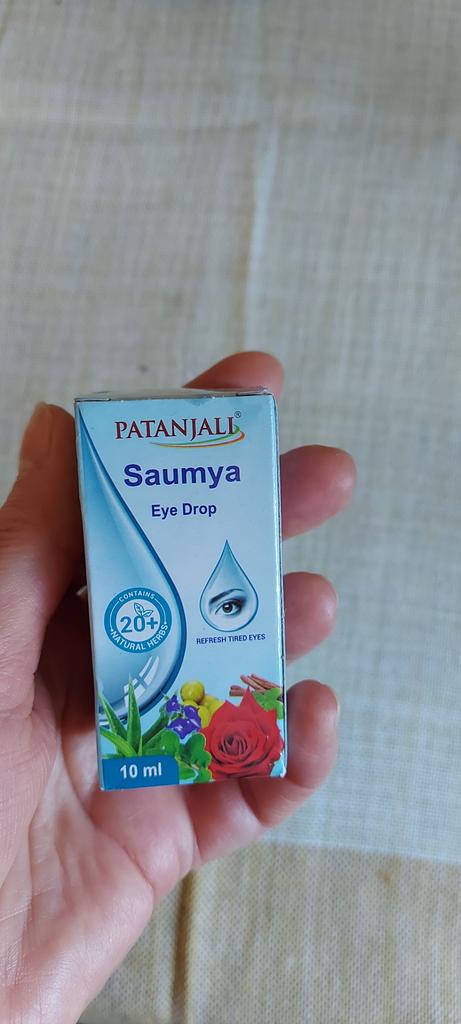 PATANJALI®
Saumya
Eye Drop
CONTAINS
20+
NATURAL HERBS
REFRESH TIRED EYES
10 ml